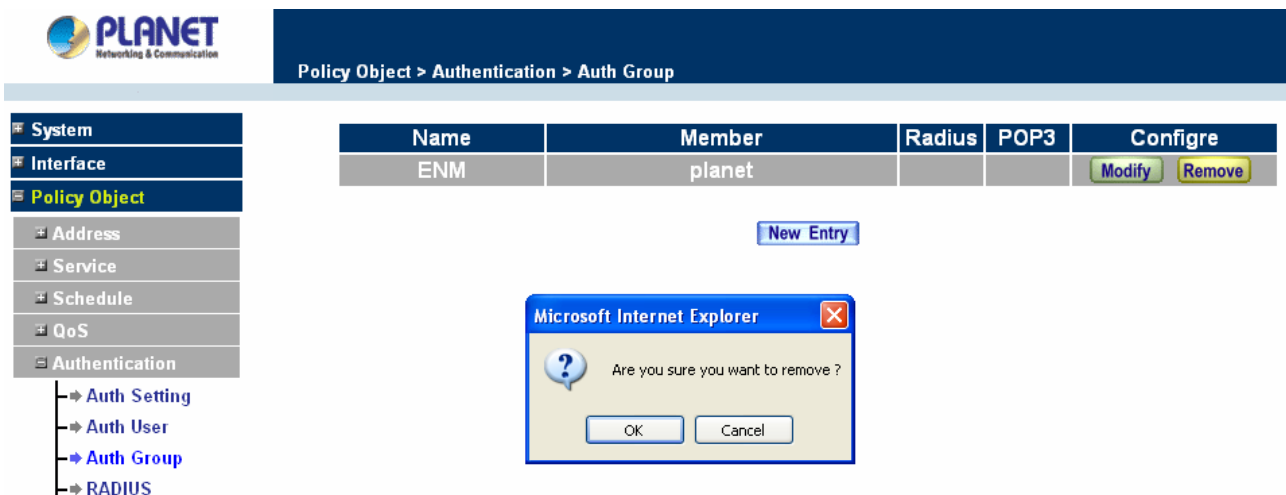 PLANET
Networking & Communication
Policy Object > Authentication > Auth Group
System
Interface
Policy Object
Address
Service
Schedule
QoS
Authentication
Auth Setting
Auth User
Auth Group
RADIUS
Name Member Radius POP3 Configre
ENM planet Modify Remove
New Entry
Microsoft Internet Explorer
Are you sure you want to remove ?
OK Cancel